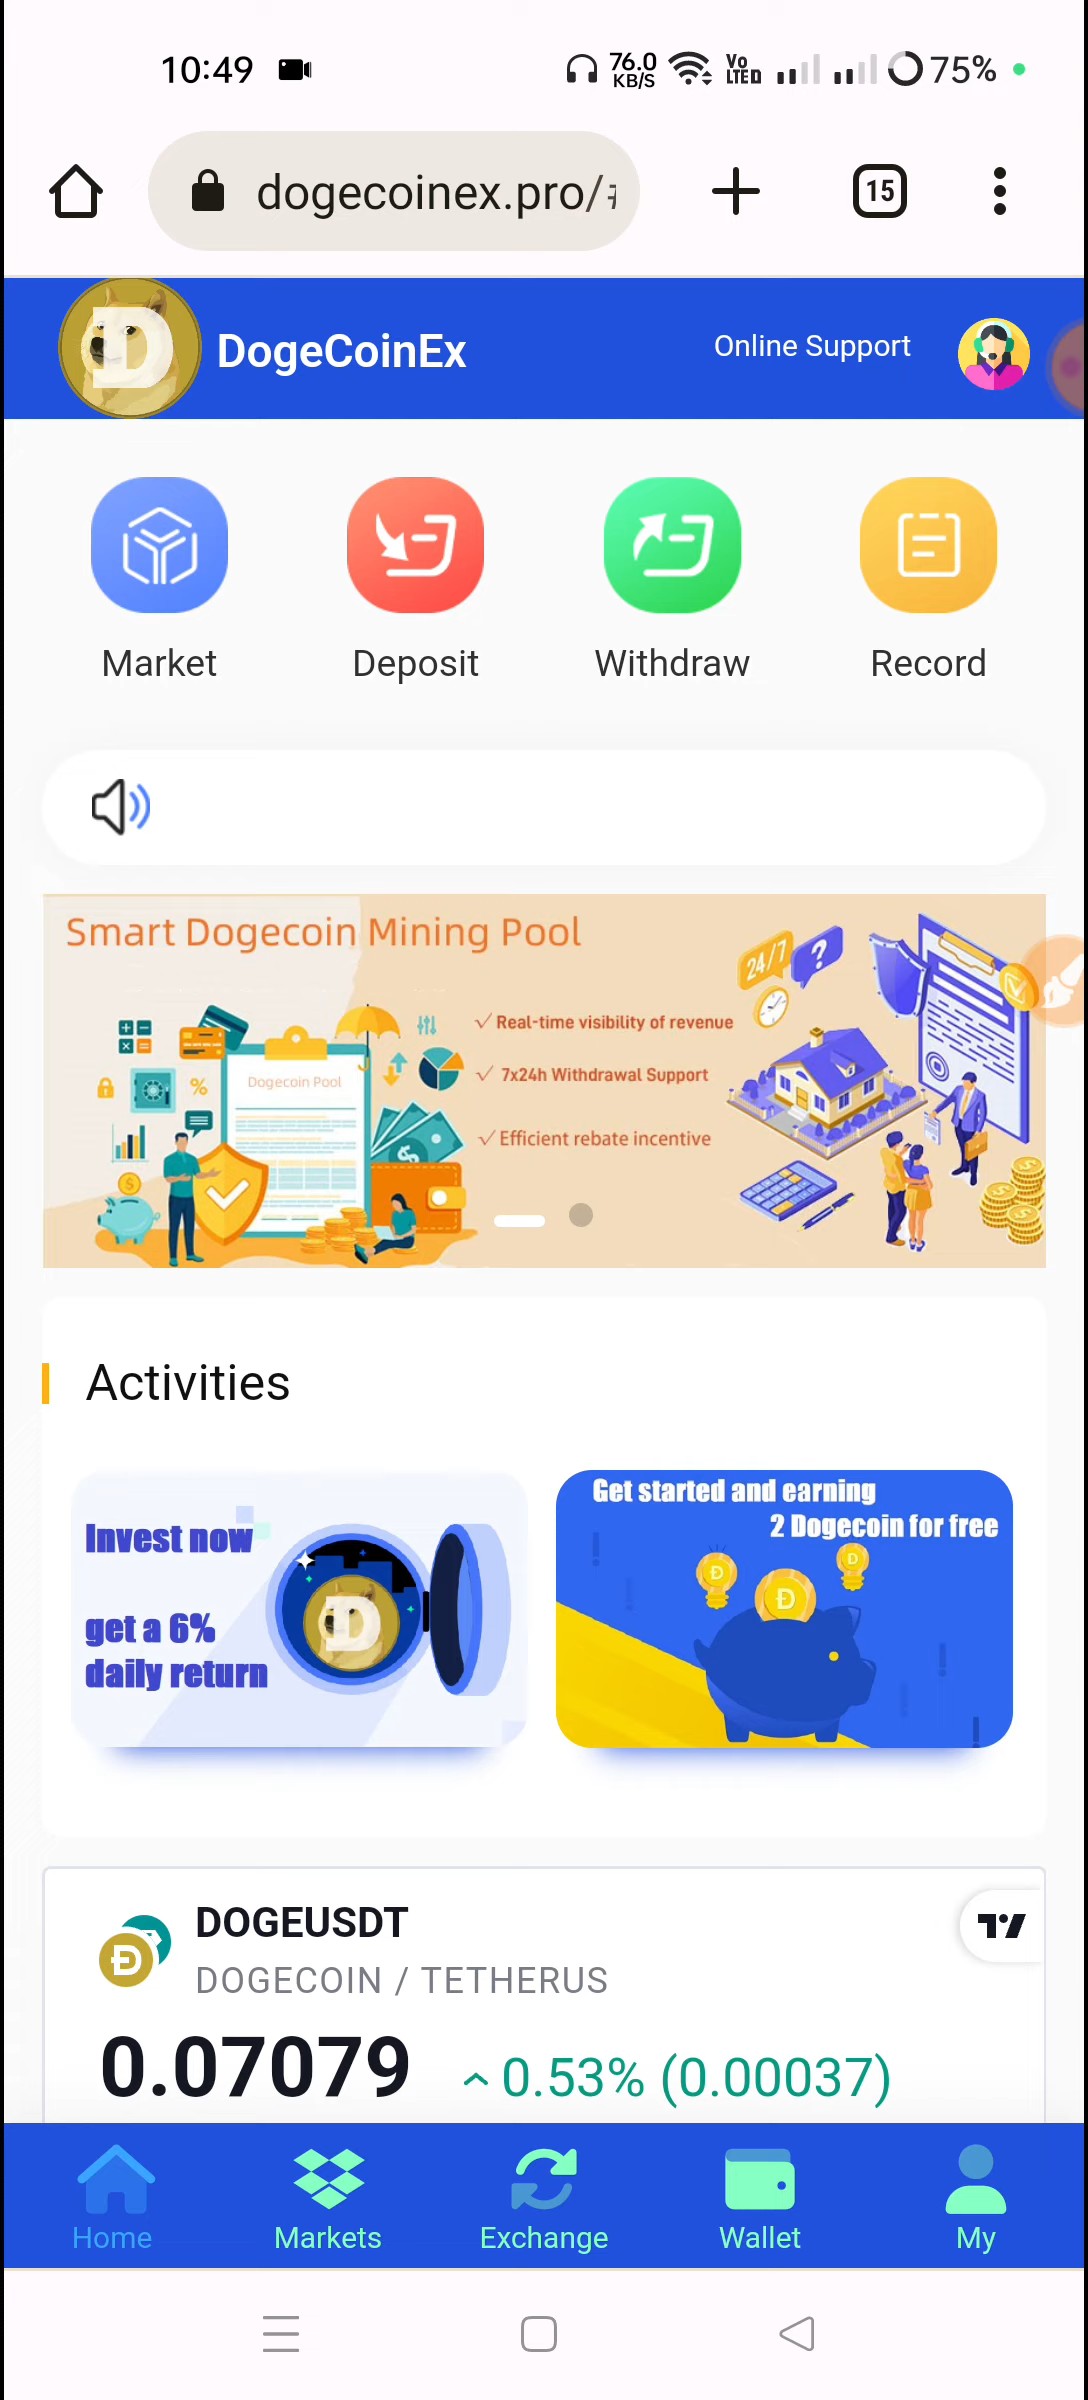 10:49
76.0
KB/S
Vo
LTE
75%
dogecoinex.pro/
15
DogeCoinEx
Online Support
Market
Deposit
Withdraw
Record
Smart Dogecoin Mining Pool
24/7
?
Dogecoin Pool
%
√ Real-time visibility of revenue
√ 7x24h Withdrawal Support
√ Efficient rebate incentive
Activities
Invest now
get a 6%
daily return
Get started and earning
2 Dogecoin for free
DOGEUSDT
DOGECOIN / TETHERUS
0.07079
0.53% (0.00037)
Home
Markets
Exchange
Wallet
My